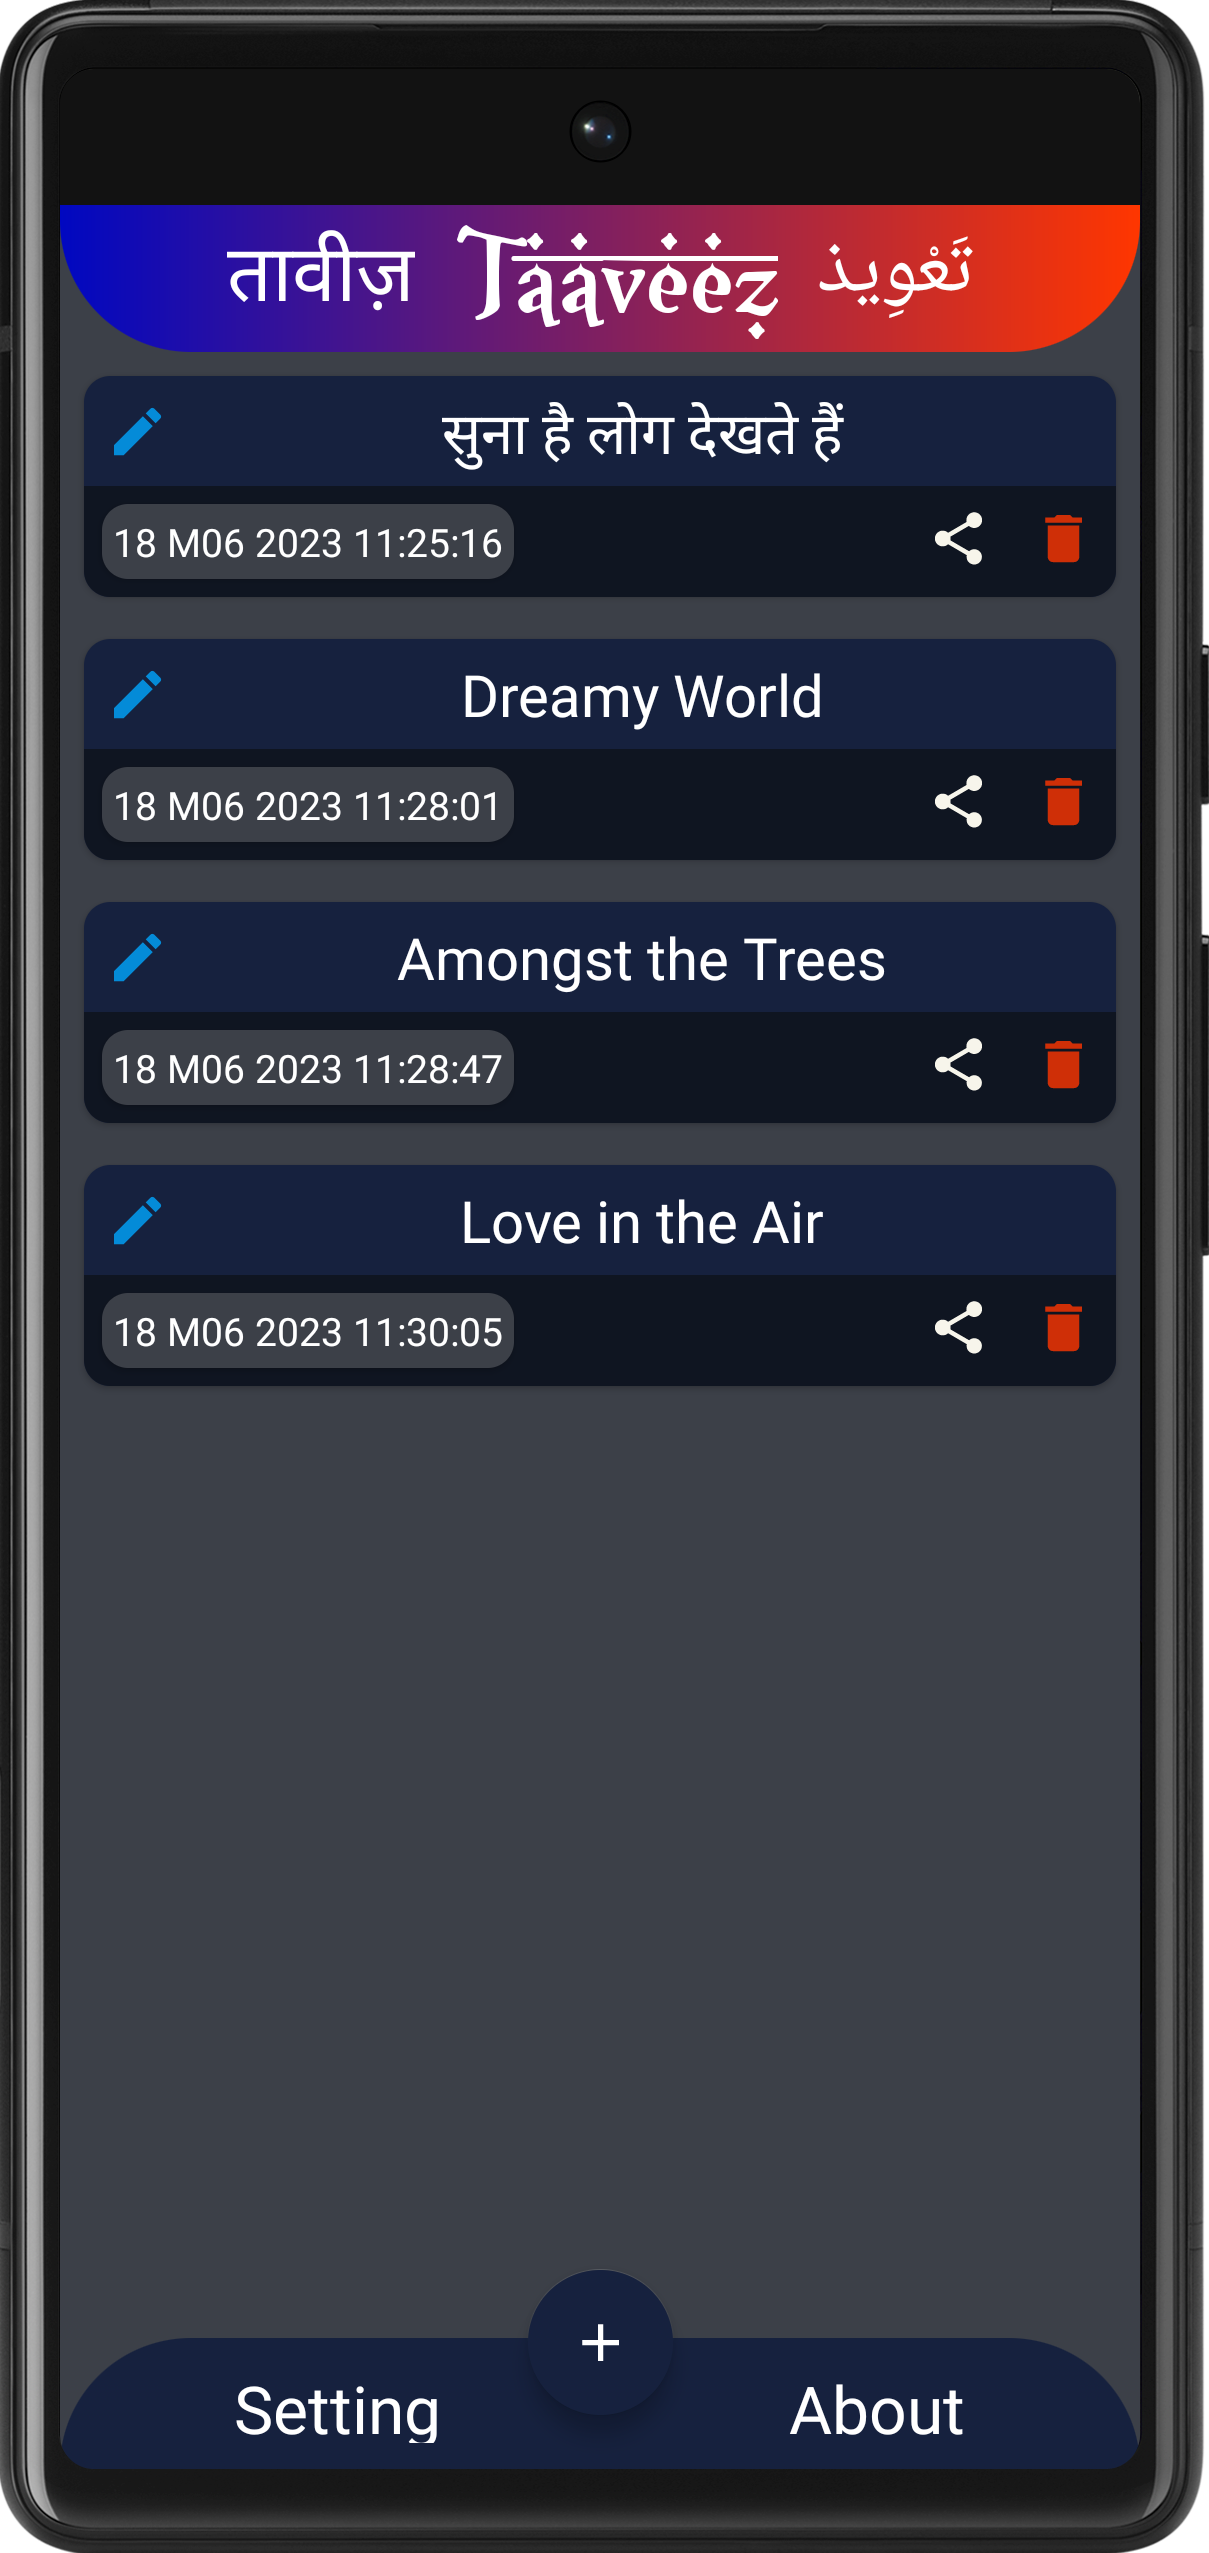 तावीज़ Taaveez تَعْوِيذ
सुना है लोग देखते हैं
18 M06 2023 11:25:16
Dreamy World
18 M06 2023 11:28:01
Amongst the Trees
18 M06 2023 11:28:47
Love in the Air
18 M06 2023 11:30:05
+
Setting About